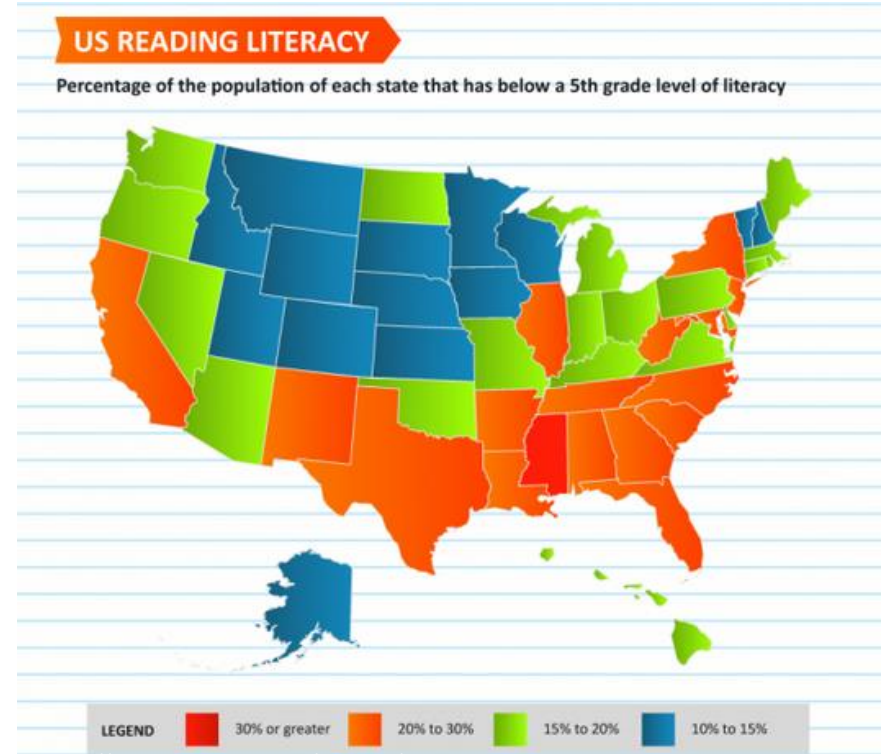 US READING LITERACY
Percentage of the population of each state that has below a 5th grade level of literacy
LEGEND 30% or greater 20% to 30% 15% to 20% 10% to 15%